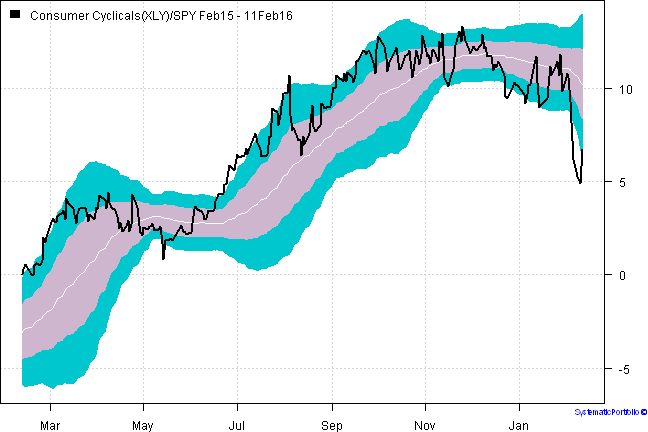 Consumer Cyclicals(XLY)/SPY Feb15 - 11Feb16
10
5
0
-5
Mar May Jul Sep Nov Jan
SystematicPortfolio ©